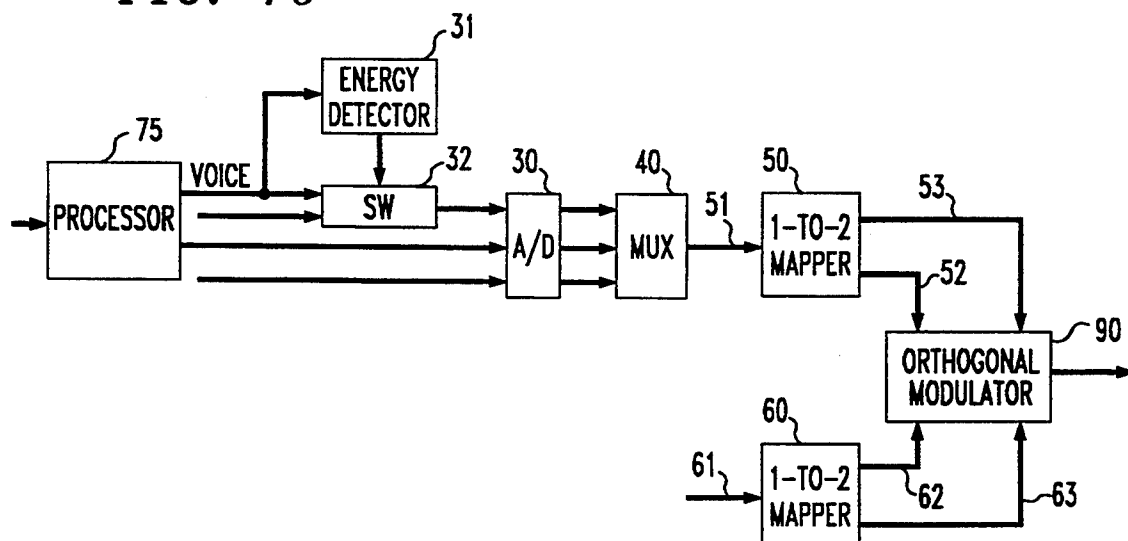 31
ENERGY
DETECTOR
75
VOICE
32
30
40
50
53
PROCESSOR
SW
A/D
MUX
51
1-TO-2
MAPPER
52
90
ORTHOGONAL
MODULATOR
60
61
1-TO-2
MAPPER
62
63